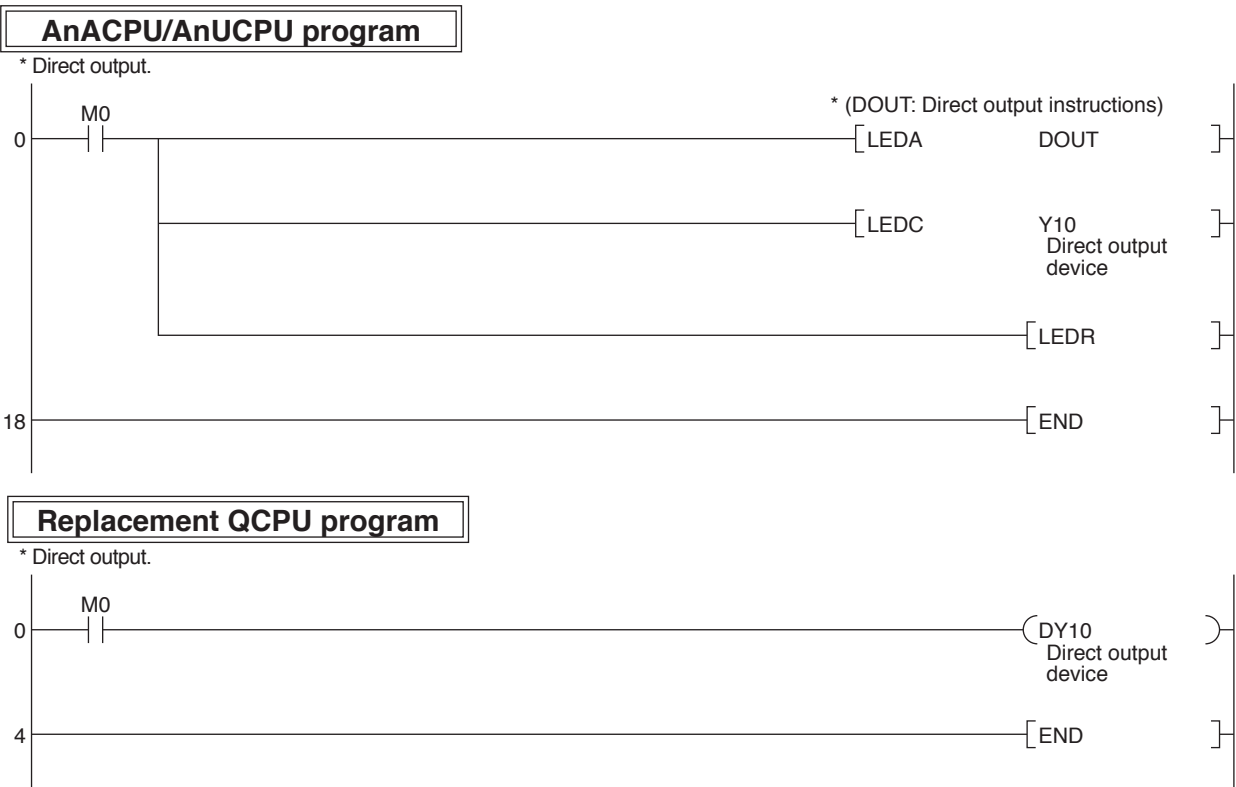 AnACPU/AnUCPU program
* Direct output.
M0
* (DOUT: Direct output instructions)
0
LEDA DOUT
LEDC Y10
Direct output
device
LEDR
18
END
Replacement QCPU program
* Direct output.
M0
0
DY10
Direct output
device
4
END